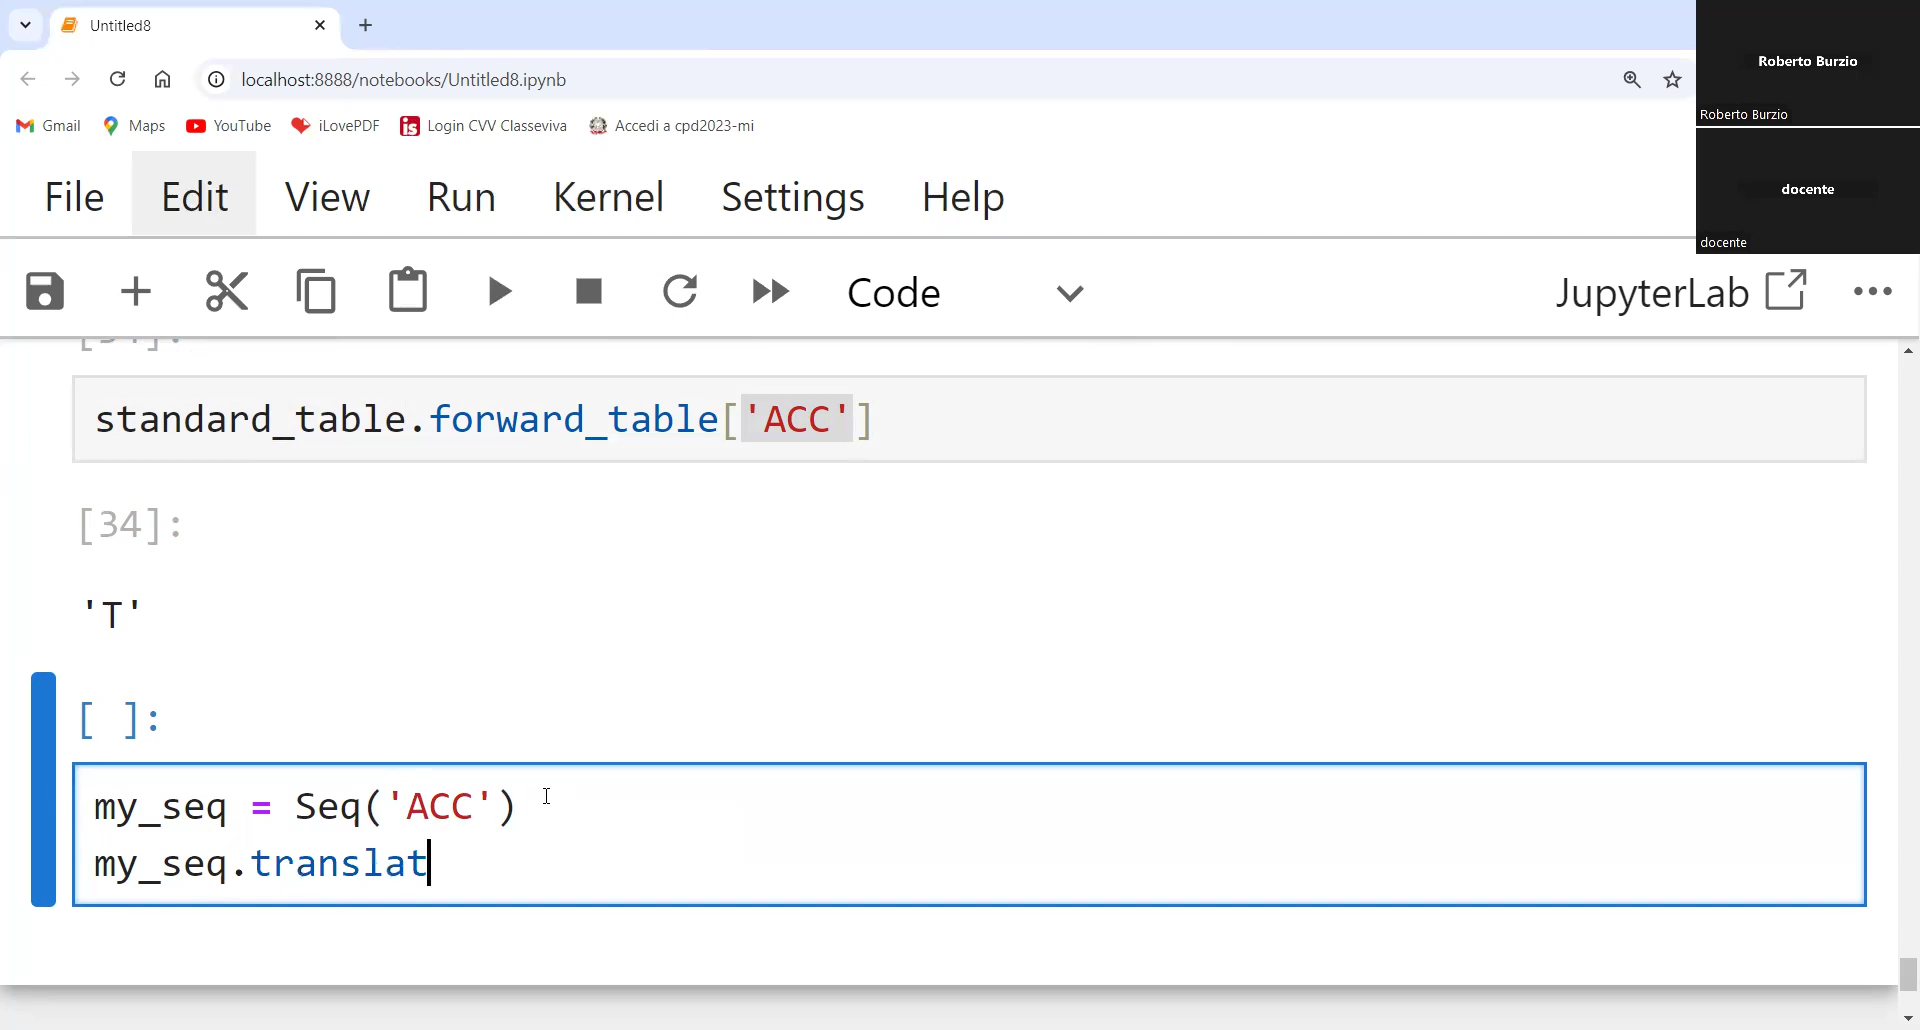 Untitled8
localhost:8888/notebooks/Untitled8.ipynb
Gmail Maps YouTube iLovePDF Login CVV Classeviva Accedi a cpd2023-mi
Roberto Burzio
Roberto Burzio
docente
docente
File Edit View Run Kernel Settings Help
Code JupyterLab
standard_table.forward_table['ACC']
[34]:
'T'
[ ]:
my_seq = Seq('ACC')
my_seq.translat